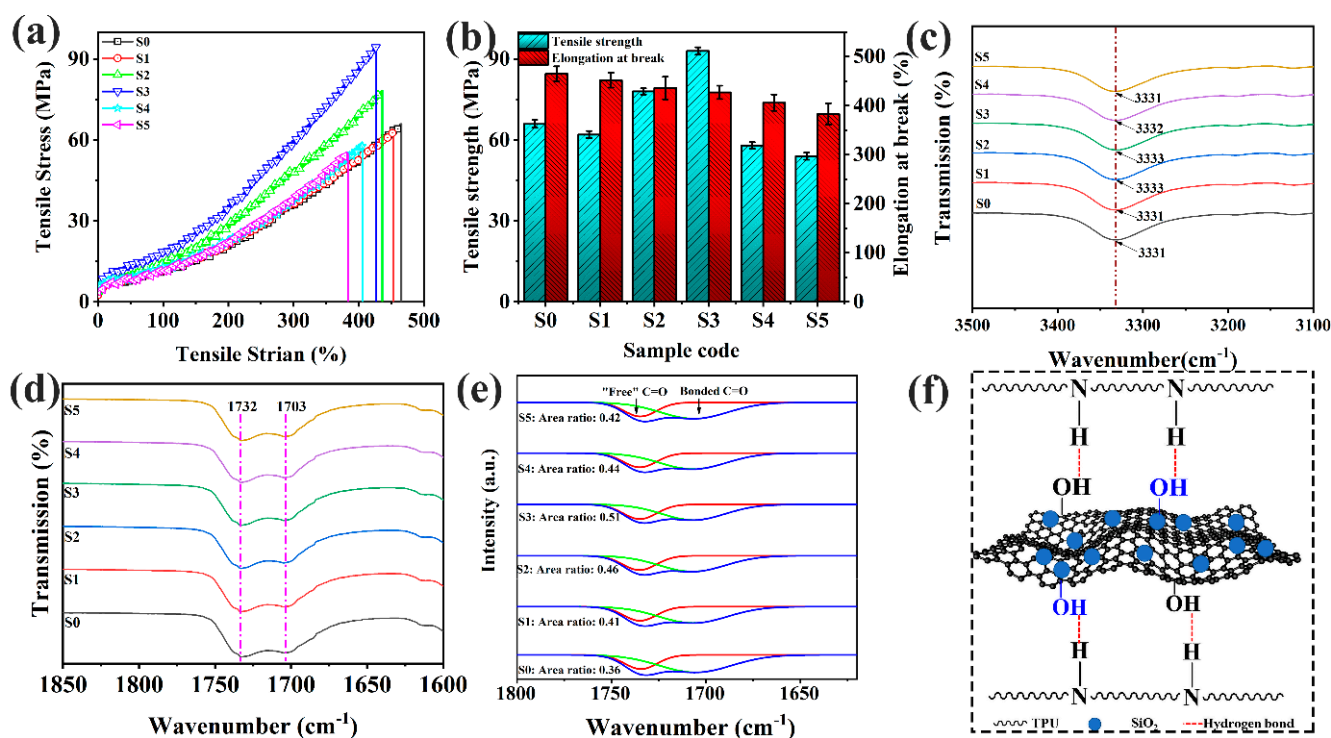 (a)
S0
S1
S2
S3
S4
S5
Tensile Stress (MPa)
90
60
30
0
0 100 200 300 400 500
Tensile Strian (%)
(b)
Tensile strength
Elongation at break
Tensile strength (MPa)
90
60
30
0
Elongation at break (%)
500
400
300
200
100
0
S0 S1 S2 S3 S4 S5
Sample code
(c)
Transmission (%)
S5
3331
S4
3332
S3
3333
S2
3333
S1
3331
S0
3331
3500 3400 3300 3200 3100
Wavenumber(cm-1)
(d)
1732 1703
Transmission (%)
S5
S4
S3
S2
S1
S0
1850 1800 1750 1700 1650 1600
Wavenumber (cm-1)
(e)
"Free" C=O Bonded C=O
Intensity (a.u.)
S5: Area ratio: 0.42
S4: Area ratio: 0.44
S3: Area ratio: 0.51
S2: Area ratio: 0.46
S1: Area ratio: 0.41
S0: Area ratio: 0.36
1800 1750 1700 1650
Wavenumber (cm-1)
(f)
N N
H H
OH OH
OH OH
H H
N N
TPU SiO2 Hydrogen bond